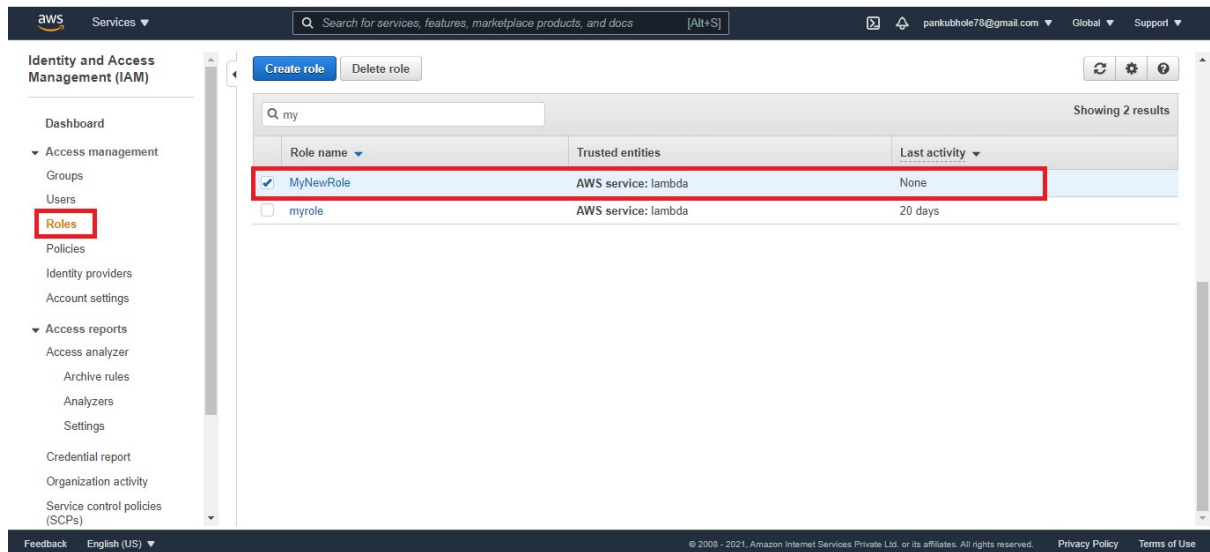 aws Services ▼ Search for services, features, marketplace products, and docs [Alt+S] pankubhole78@gmail.com ▼ Global ▼ Support ▼
Identity and Access
Management (IAM)
Dashboard
Access management
Groups
Users
Roles
Policies
Identity providers
Account settings
Access reports
Access analyzer
Archive rules
Analyzers
Settings
Credential report
Organization activity
Service control policies
(SCPs)
Create role Delete role
my Showing 2 results
Role name Trusted entities Last activity
MyNewRole AWS service: lambda None
myrole AWS service: lambda 20 days
Feedback English (US) ▼ © 2008 - 2021, Amazon Internet Services Private Ltd. or its affiliates. All rights reserved. Privacy Policy Terms of Use